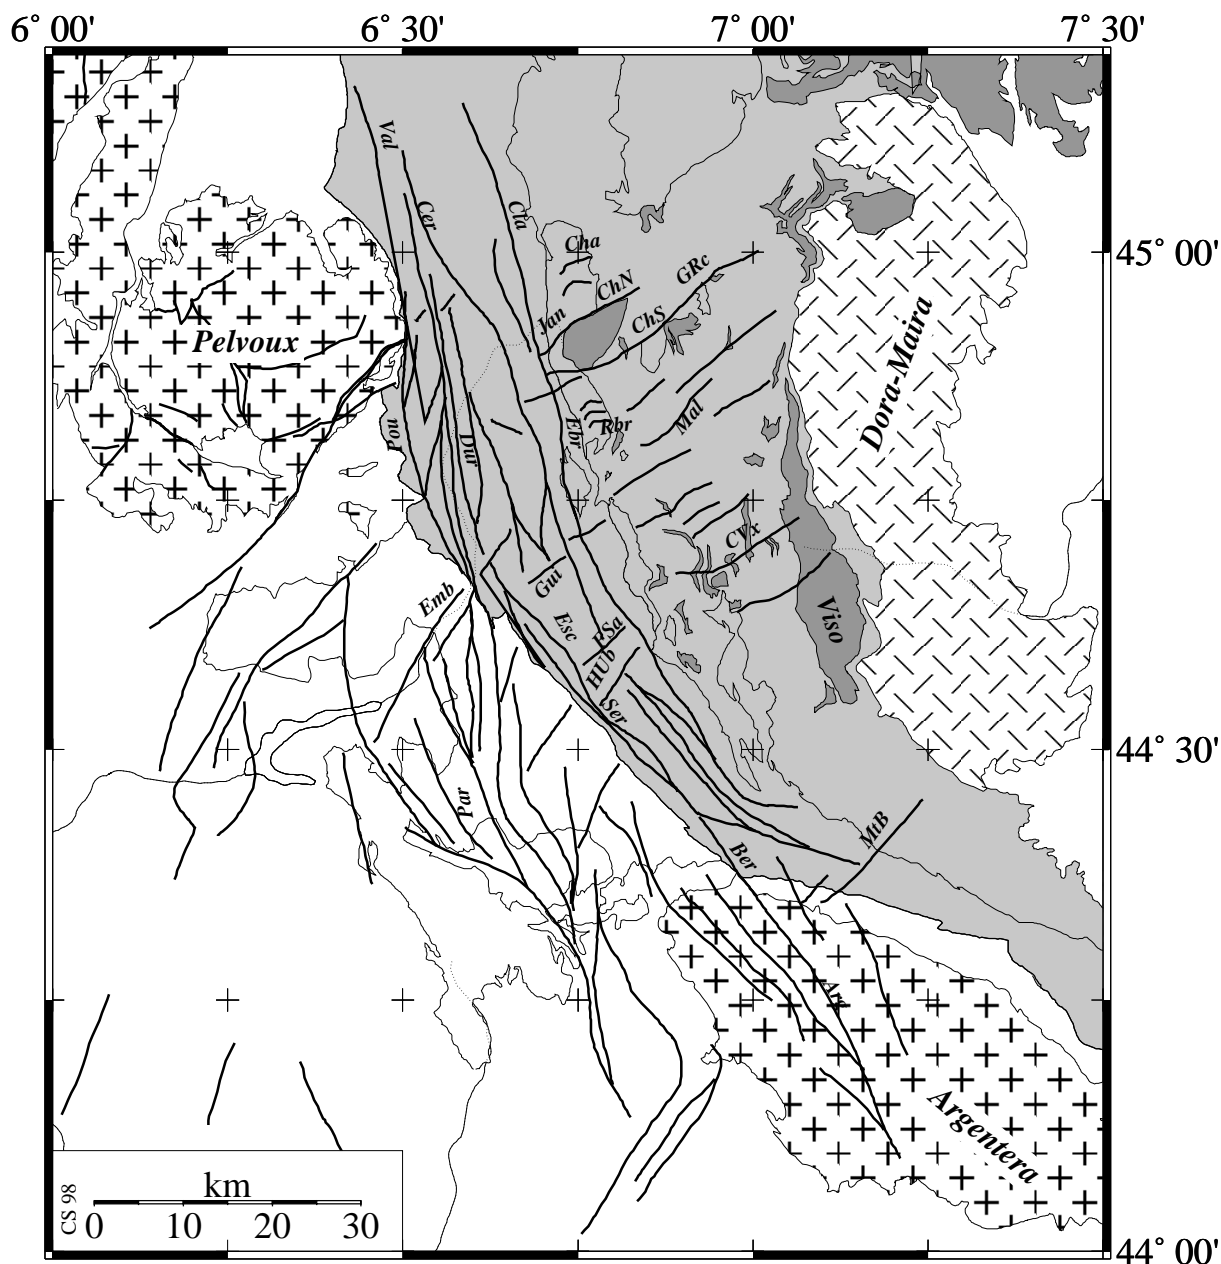 6° 00'
6° 30'
7° 00'
7° 30'
Val
Cer
Cla
Cha
ChN
GRc
45° 00'
Jan
ChS
Pelvoux
Dora-Maira
Pou
Dur
Ebr
Rbr
Mal
CVx
Gui
Emb
Esc
PSa
HUb
Ser
Viso
44° 30'
Par
Ber
MtB
Arg
Argentera
CS 98
km
0 10 20 30
44° 00'